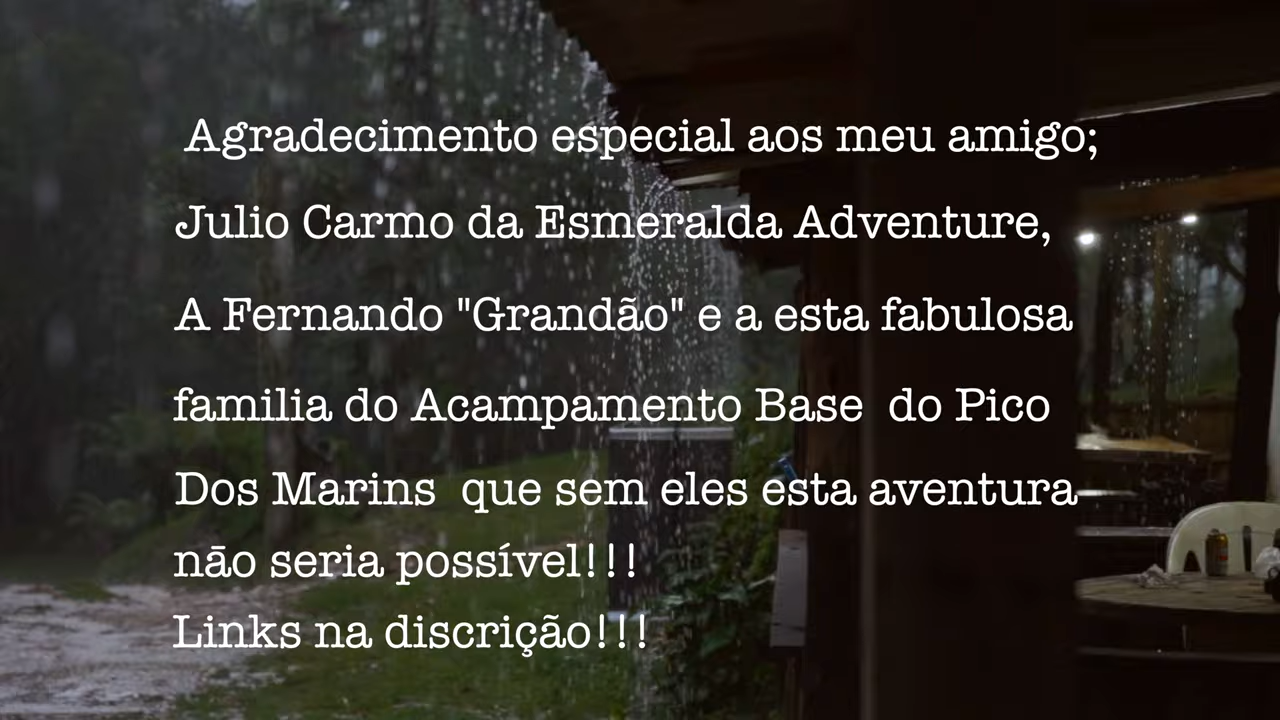 Agradecimento especial aos meu amigo;
Julio Carmo da Esmeralda Adventure,
A Fernando "Grandão" e a esta fabulosa
familia do Acampamento Base do Pico
Dos Marins que sem eles esta aventura
nāo seria possível!!!
Links na discrição!!!